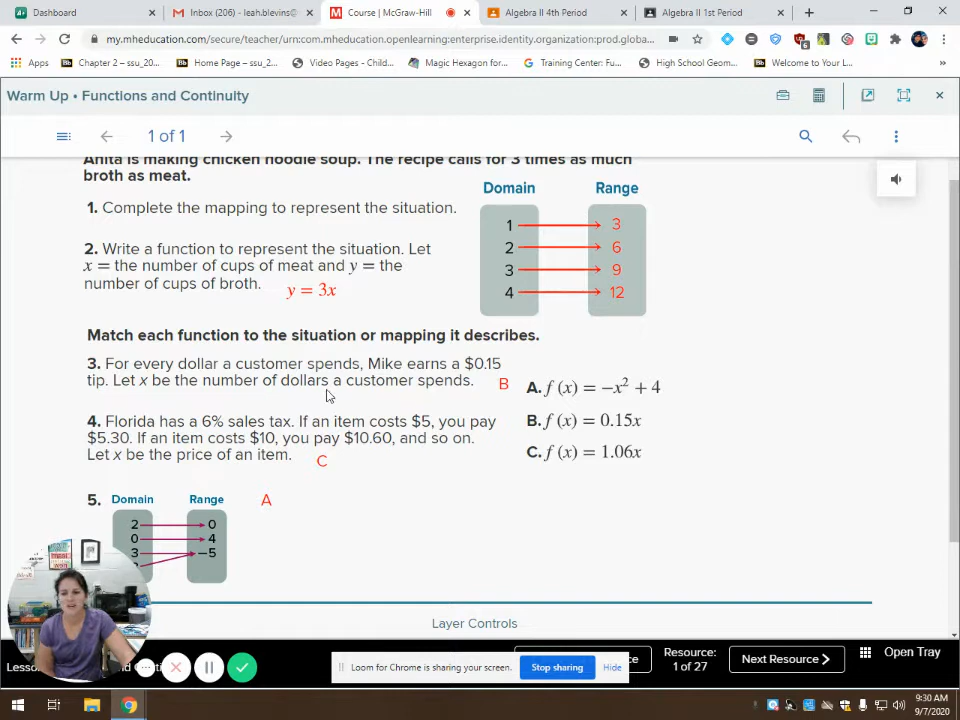 Dashboard
Inbox (206) - leah.blevins@
Course | McGraw-Hill
Algebra II 4th Period
Algebra II 1st Period
my.mheducation.com/secure/teacher/urn:com.mheducation.openlearning:enterprise.identity.organization:prod.globa...
Apps
Chapter 2 – ssu_20...
Home Page – ssu_2...
Video Pages - Child...
Magic Hexagon for...
Training Center: Fu...
High School Geom...
Welcome to Your L...
Warm Up • Functions and Continuity
1 of 1
Anita is making chicken noodle soup. The recipe calls for 3 times as much
broth as meat.
1. Complete the mapping to represent the situation.
2. Write a function to represent the situation. Let
x = the number of cups of meat and y = the
number of cups of broth.
y = 3x
Domain Range
1 3
2 6
3 9
4 12
Match each function to the situation or mapping it describes.
3. For every dollar a customer spends, Mike earns a $0.15
tip. Let x be the number of dollars a customer spends.
B
4. Florida has a 6% sales tax. If an item costs $5, you pay
$5.30. If an item costs $10, you pay $10.60, and so on.
Let x be the price of an item.
C
A. f (x) = −x² + 4
B. f (x) = 0.15x
C. f (x) = 1.06x
5. Domain Range
A
2 0
0 4
3 −5
Layer Controls
Loom for Chrome is sharing your screen.
Stop sharing
Hide
Resource:
1 of 27
Next Resource
Open Tray
9:30 AM
9/7/2020